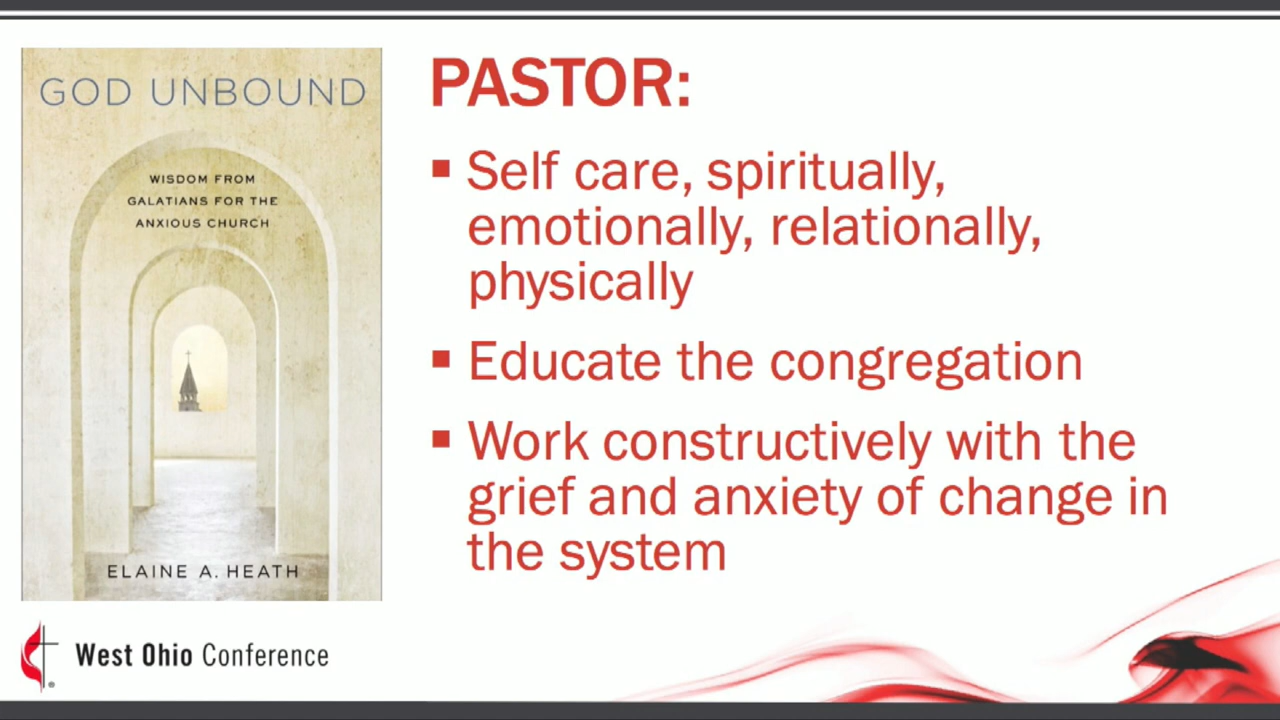 GOD UNBOUND
WISDOM FROM
GALATIANS FOR THE
ANXIOUS CHURCH
ELAINE A. HEATH
PASTOR:
▪ Self care, spiritually,
emotionally, relationally,
physically
▪ Educate the congregation
▪ Work constructively with the
grief and anxiety of change in
the system
West Ohio Conference